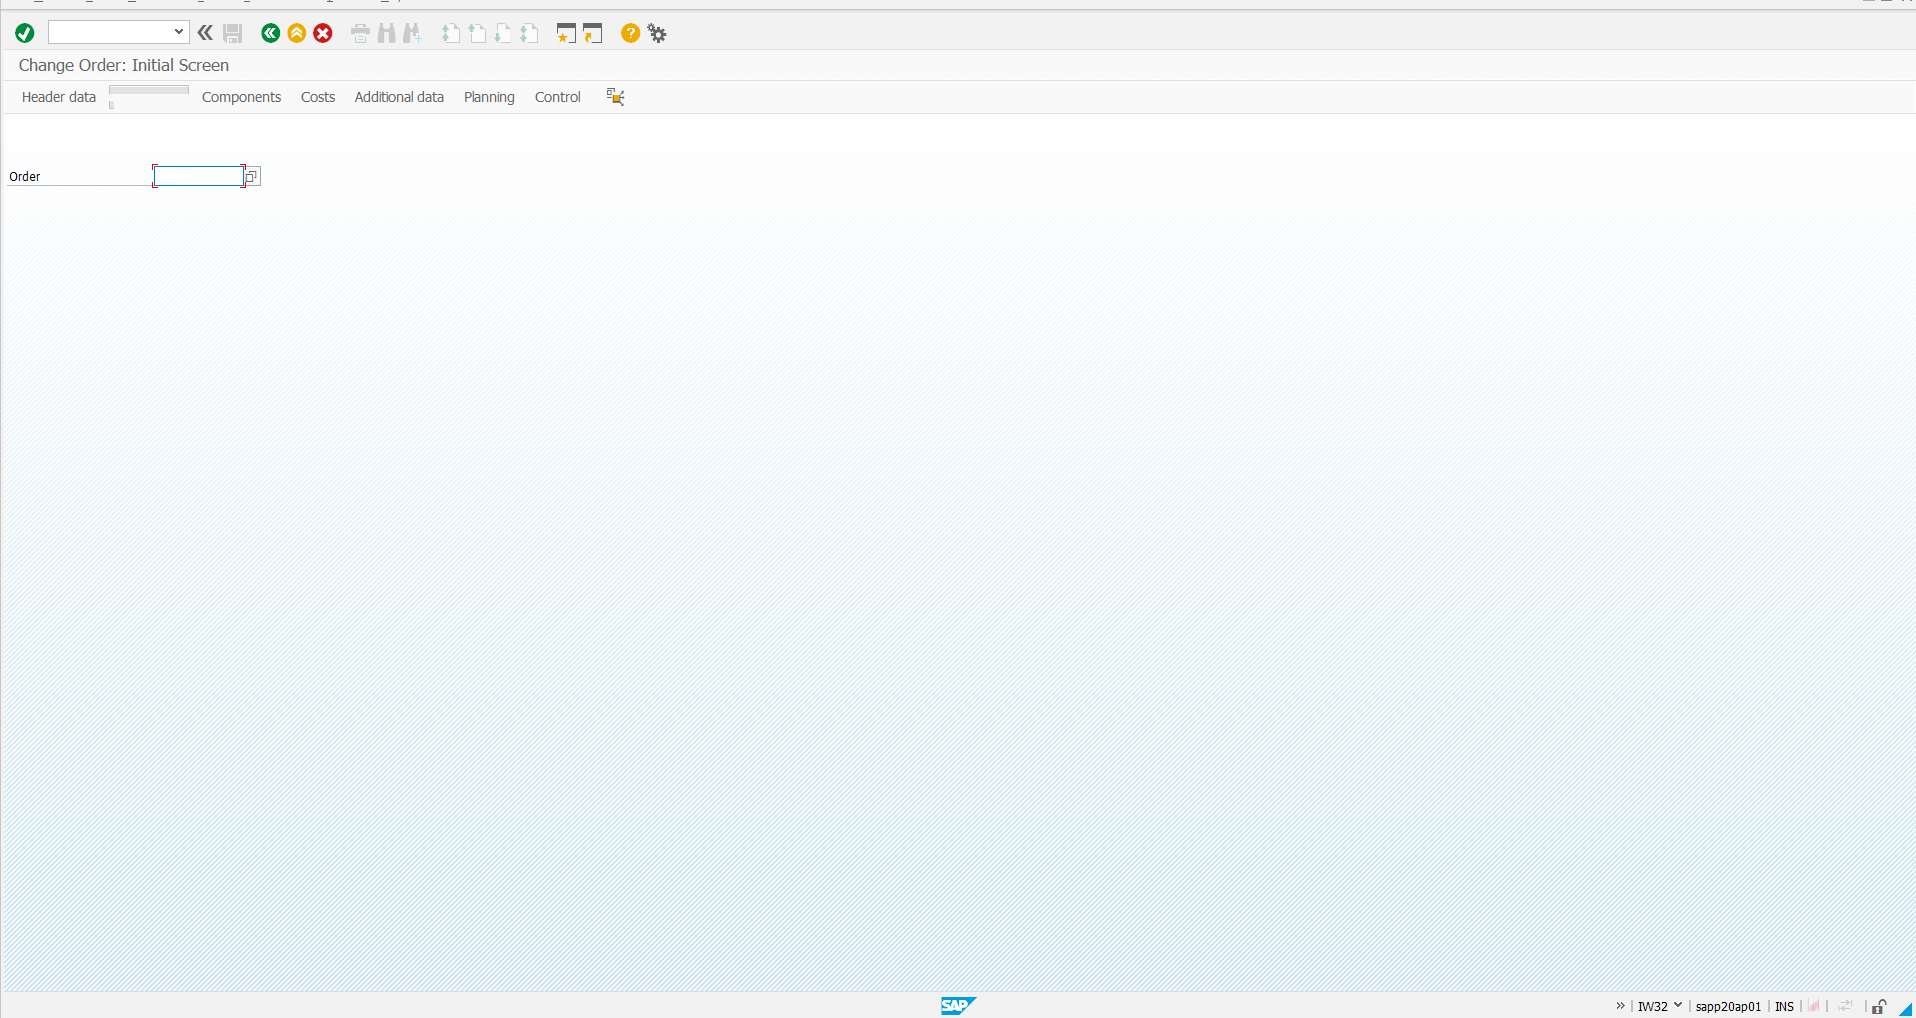 Change Order: Initial Screen
Header data Components Costs Additional data Planning Control
Order
SAP » IW32 sapp20ap01 INS